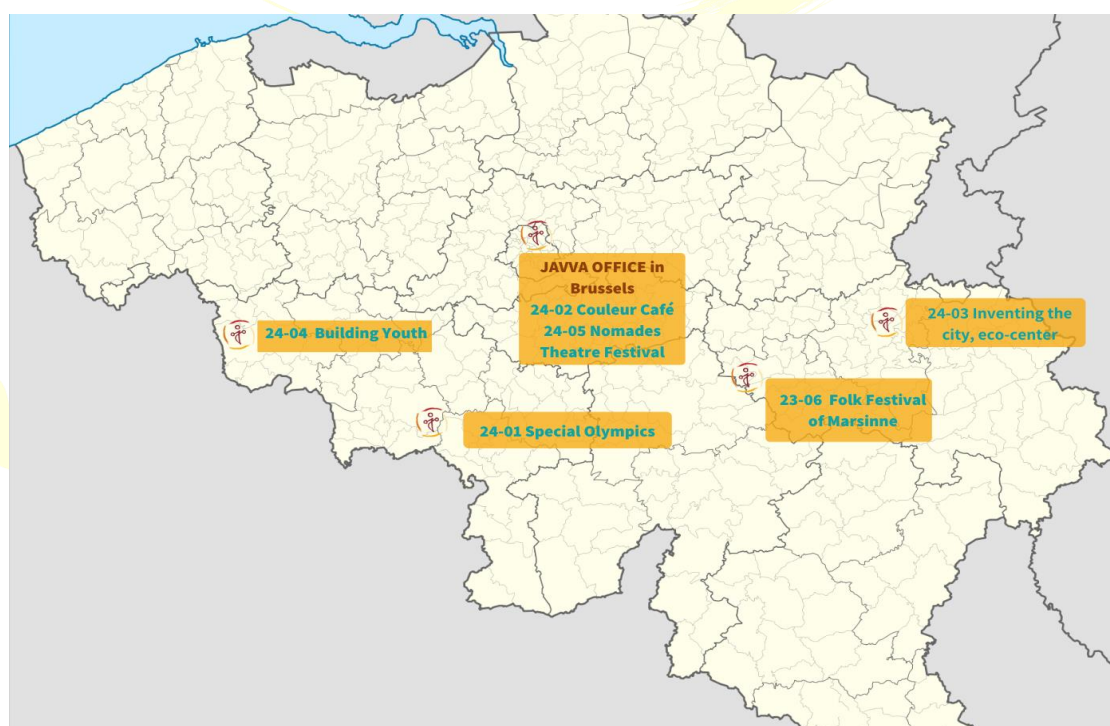 JAVVA OFFICE in
Brussels
24-02 Couleur Café
24-05 Nomades
Theatre Festival
24-04 Building Youth
24-03 Inventing the
city, eco-center
23-06 Folk Festival
of Marsinne
24-01 Special Olympics